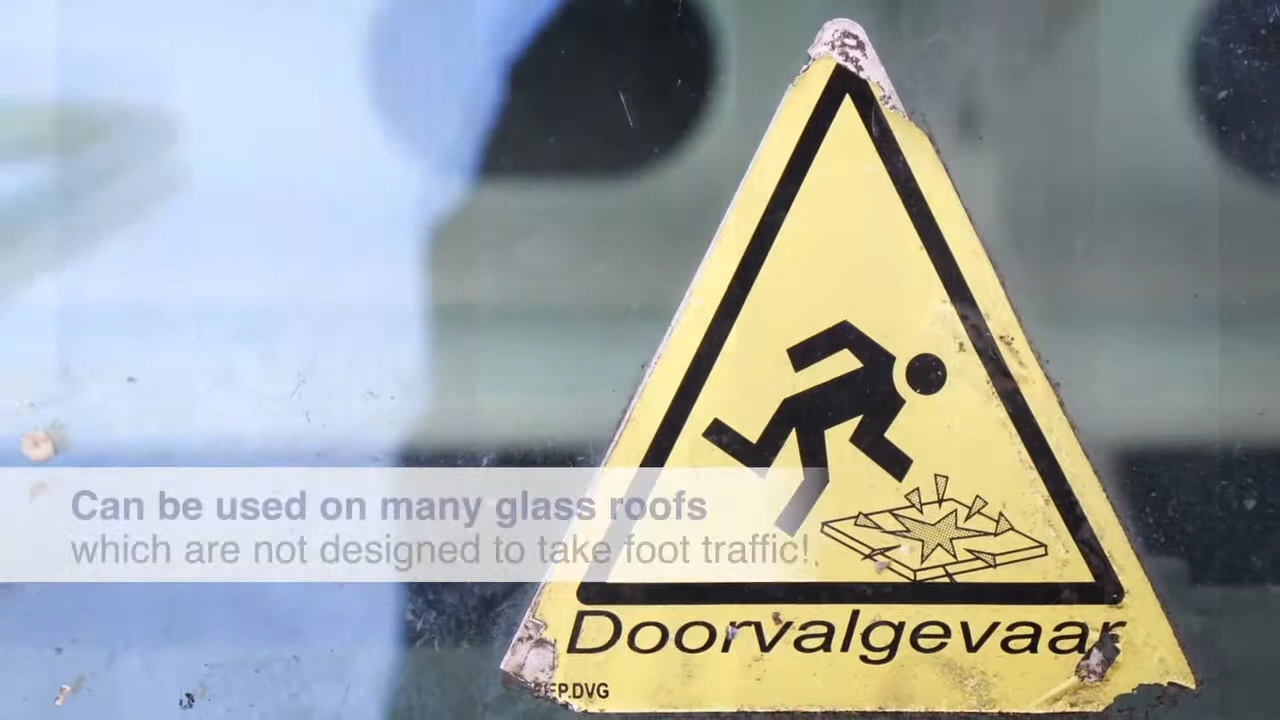 Can be used on many glass roofs
which are not designed to take foot traffic!
Doorvalgevaar